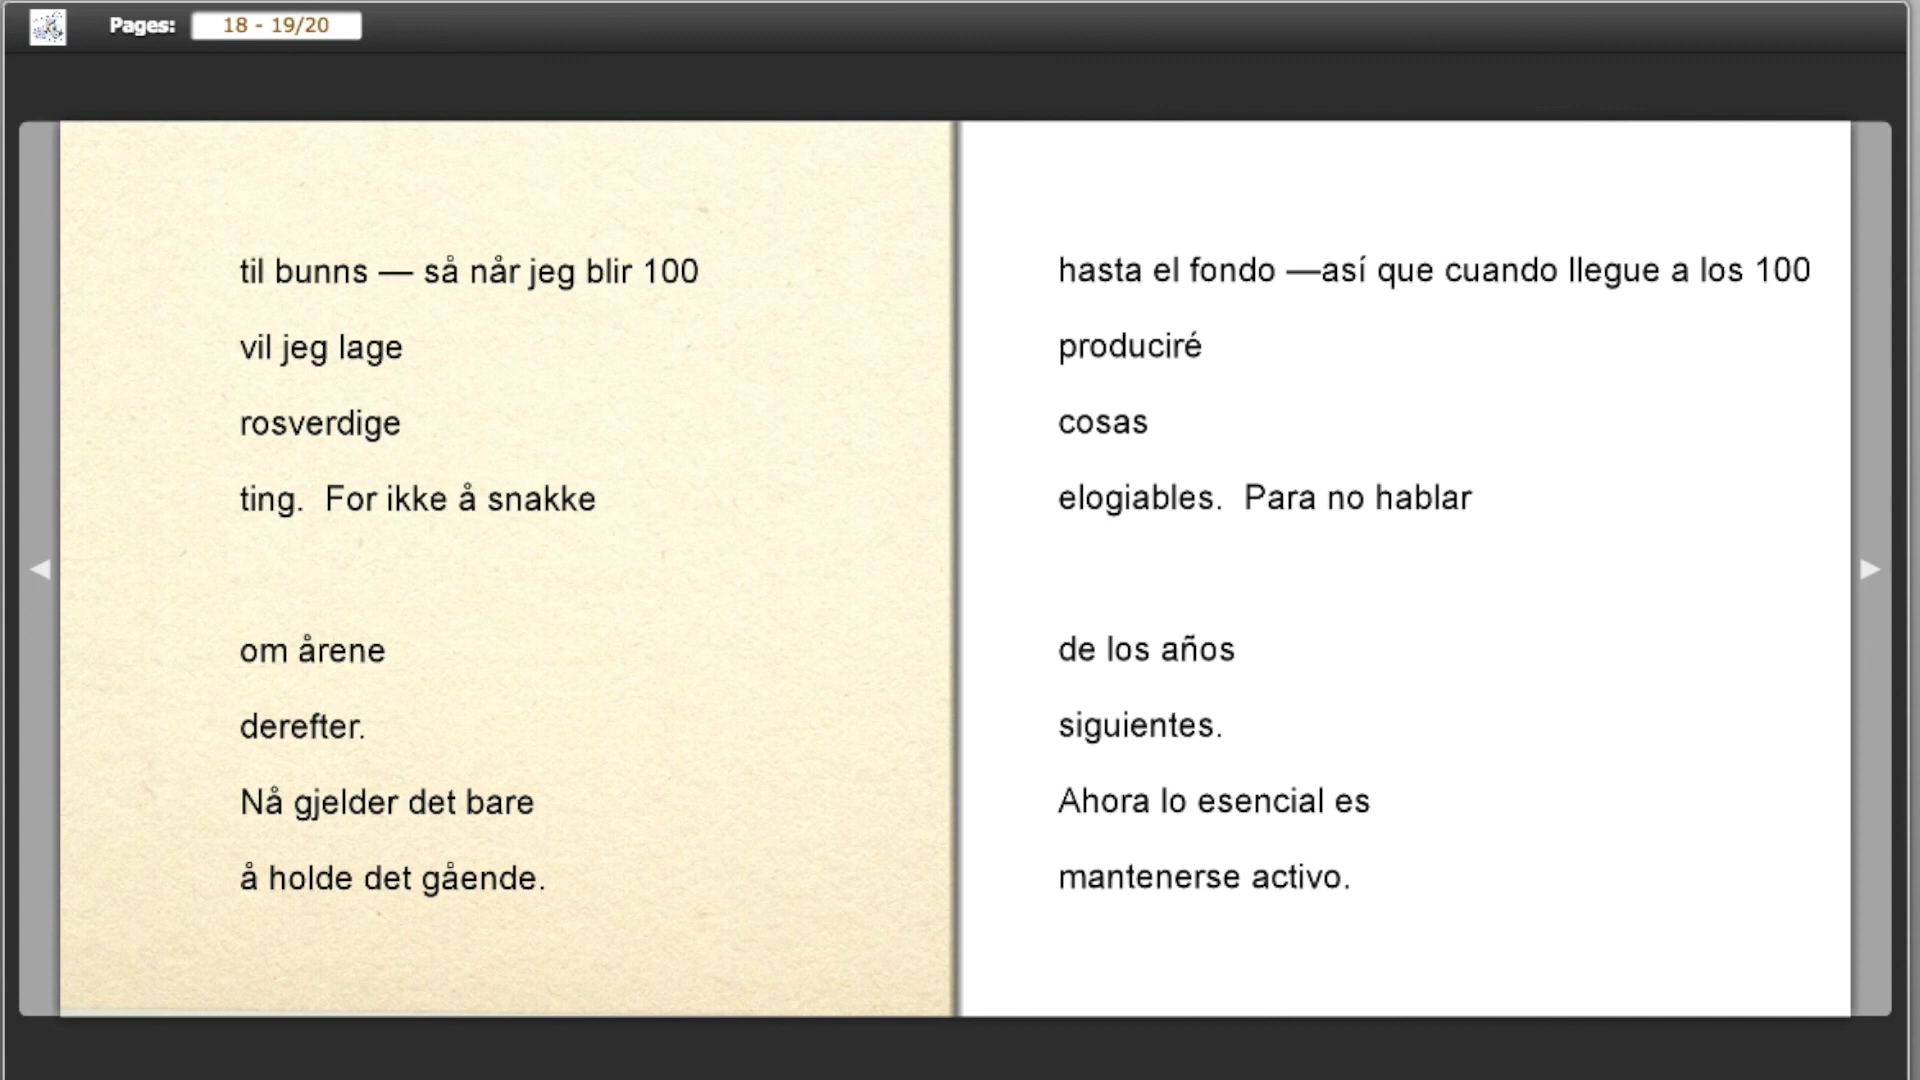 Pages: 18 - 19/20
til bunns — så når jeg blir 100
vil jeg lage
rosverdige
ting.  For ikke å snakke
om årene
derefter.
Nå gjelder det bare
å holde det gående.
hasta el fondo —así que cuando llegue a los 100
produciré
cosas
elogiables.  Para no hablar
de los años
siguientes.
Ahora lo esencial es
mantenerse activo.